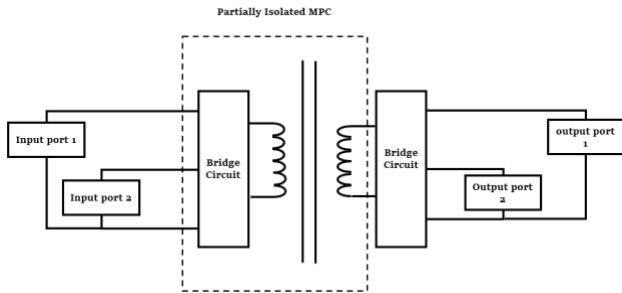 Partially Isolated MPC
Input port 1
Input port 2
Bridge
Circuit
Bridge
Circuit
output port
1
Output port
2